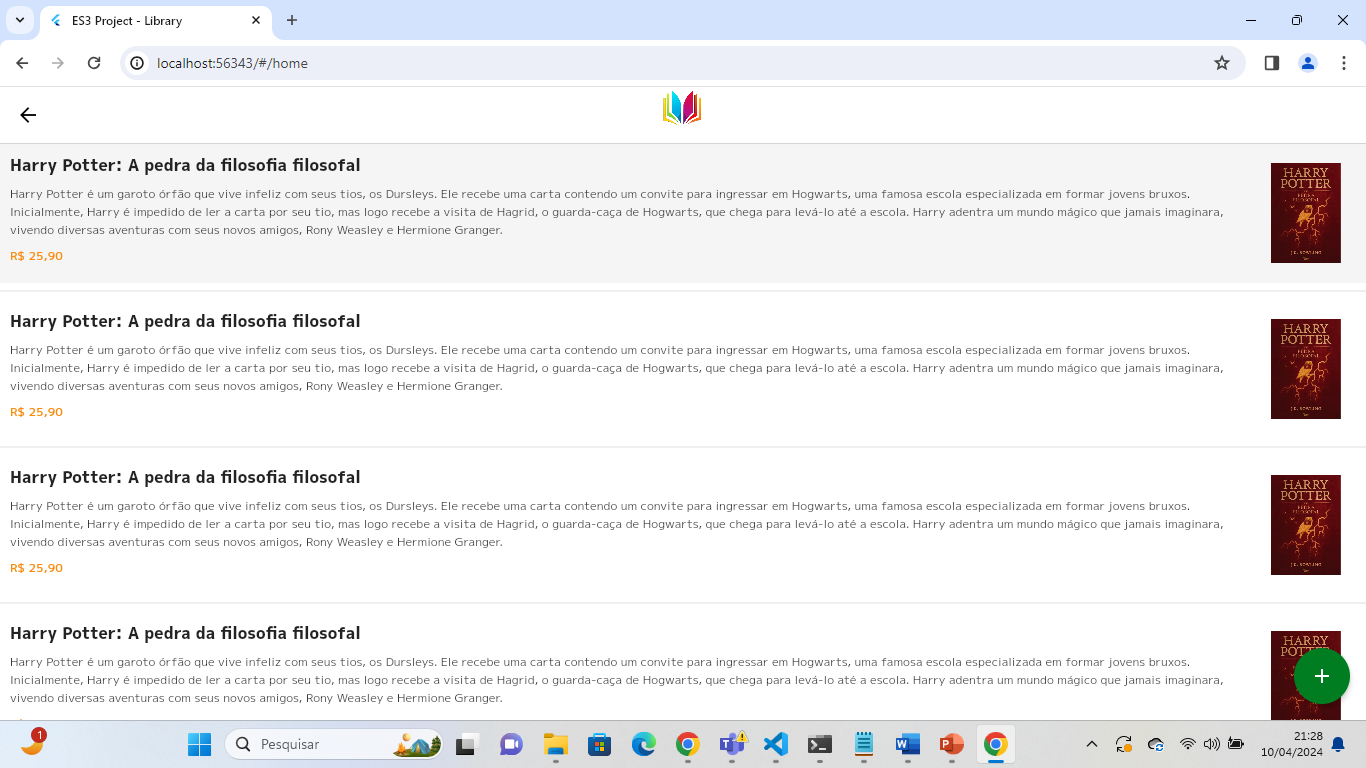 ES3 Project - Library
localhost:56343/#/home
Harry Potter: A pedra da filosofia filosofal
Harry Potter é um garoto órfão que vive infeliz com seus tios, os Dursleys. Ele recebe uma carta contendo um convite para ingressar em Hogwarts, uma famosa escola especializada em formar jovens bruxos.
Inicialmente, Harry é impedido de ler a carta por seu tio, mas logo recebe a visita de Hagrid, o guarda-caça de Hogwarts, que chega para levá-lo até a escola. Harry adentra um mundo mágico que jamais imaginara,
vivendo diversas aventuras com seus novos amigos, Rony Weasley e Hermione Granger.
R$ 25,90
HARRY
POTTER
Harry Potter: A pedra da filosofia filosofal
Harry Potter é um garoto órfão que vive infeliz com seus tios, os Dursleys. Ele recebe uma carta contendo um convite para ingressar em Hogwarts, uma famosa escola especializada em formar jovens bruxos.
Inicialmente, Harry é impedido de ler a carta por seu tio, mas logo recebe a visita de Hagrid, o guarda-caça de Hogwarts, que chega para levá-lo até a escola. Harry adentra um mundo mágico que jamais imaginara,
vivendo diversas aventuras com seus novos amigos, Rony Weasley e Hermione Granger.
R$ 25,90
HARRY
POTTER
Harry Potter: A pedra da filosofia filosofal
Harry Potter é um garoto órfão que vive infeliz com seus tios, os Dursleys. Ele recebe uma carta contendo um convite para ingressar em Hogwarts, uma famosa escola especializada em formar jovens bruxos.
Inicialmente, Harry é impedido de ler a carta por seu tio, mas logo recebe a visita de Hagrid, o guarda-caça de Hogwarts, que chega para levá-lo até a escola. Harry adentra um mundo mágico que jamais imaginara,
vivendo diversas aventuras com seus novos amigos, Rony Weasley e Hermione Granger.
R$ 25,90
HARRY
POTTER
Harry Potter: A pedra da filosofia filosofal
Harry Potter é um garoto órfão que vive infeliz com seus tios, os Dursleys. Ele recebe uma carta contendo um convite para ingressar em Hogwarts, uma famosa escola especializada em formar jovens bruxos.
Inicialmente, Harry é impedido de ler a carta por seu tio, mas logo recebe a visita de Hagrid, o guarda-caça de Hogwarts, que chega para levá-lo até a escola. Harry adentra um mundo mágico que jamais imaginara,
vivendo diversas aventuras com seus novos amigos, Rony Weasley e Hermione Granger.
HARRY
1
Pesquisar
21:28
10/04/2024